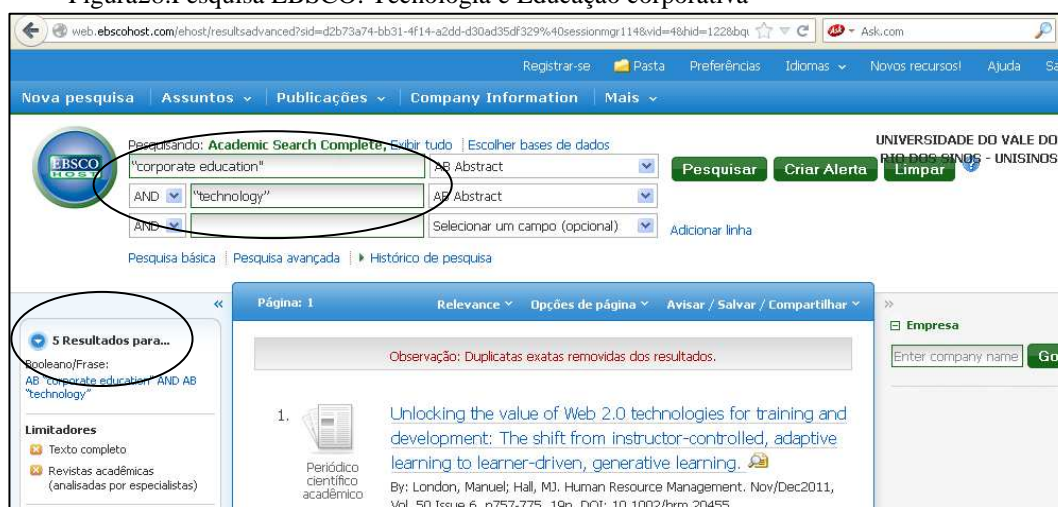 Figura28.Pesquisa EBSCO: Tecnologia e Educação corporativa
web.ebscohost.com/ehost/resultsadvanced?sid=d2b73a74-bb31-4f14-a2dd-d30ad35df329%40sessionmgr114&vid=4&hid=122&bqu
Ask.com
Registrar-se Pasta Preferências Idiomas Novos recursos! Ajuda
Nova pesquisa Assuntos Publicações Company Information Mais
Pesquisando: Academic Search Complete, Exibir tudo Escolher bases de dados
UNIVERSIDADE DO VALE DO
RIO DOS SINOS - UNISINOS
EBSCO
HOST
"corporate education" AB Abstract Pesquisar Criar Alerta Limpar
AND "technology" AB Abstract
AND Selecionar um campo (opcional) Adicionar linha
Pesquisa básica Pesquisa avançada Histórico de pesquisa
« Página: 1 Relevance Opções de página Avisar / Salvar / Compartilhar »
5 Resultados para...
Booleano/Frase:
AB "corporate education" AND AB
"technology"
Limitadores
Texto completo
Revistas acadêmicas
(analisadas por especialistas)
Observação: Duplicatas exatas removidas dos resultados.
1.
Periódico
científico
acadêmico
Unlocking the value of Web 2.0 technologies for training and
development: The shift from instructor-controlled, adaptive
learning to learner-driven, generative learning.
By: London, Manuel; Hall, MJ. Human Resource Management. Nov/Dec2011,
Vol. 50 Issue 6, p757-775, 19p. DOI: 10.1002/hrm.20455.
Empresa
Enter company name Go